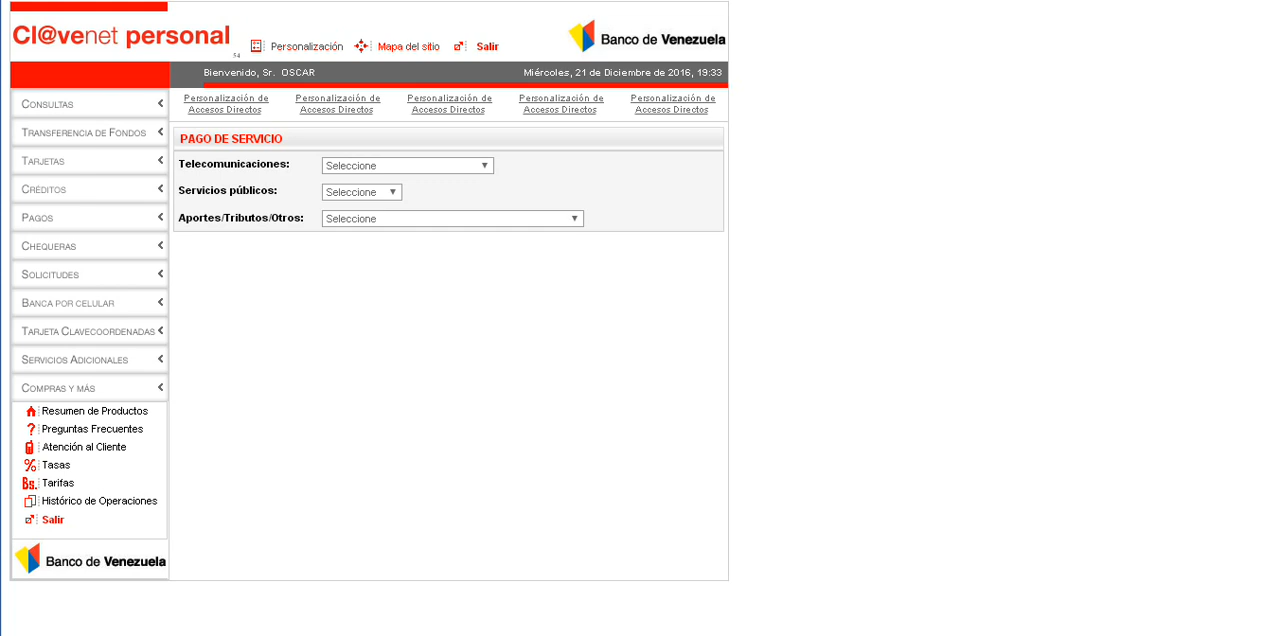 Cl@venet personal
54
Personalización
Mapa del sitio
Salir
Banco de Venezuela
Bienvenido, Sr. OSCAR
Miércoles, 21 de Diciembre de 2016, 19:33
Personalización de Accesos Directos
Personalización de Accesos Directos
Personalización de Accesos Directos
Personalización de Accesos Directos
Personalización de Accesos Directos
CONSULTAS
TRANSFERENCIA DE FONDOS
TARJETAS
CRÉDITOS
PAGOS
CHEQUERAS
SOLICITUDES
BANCA POR CELULAR
TARJETA CLAVECOORDENADAS
SERVICIOS ADICIONALES
COMPRAS Y MÁS
Resumen de Productos
Preguntas Frecuentes
Atención al Cliente
Tasas
Bs. Tarifas
Histórico de Operaciones
Salir
Banco de Venezuela
PAGO DE SERVICIO
Telecomunicaciones: Seleccione
Servicios públicos: Seleccione
Aportes/Tributos/Otros: Seleccione